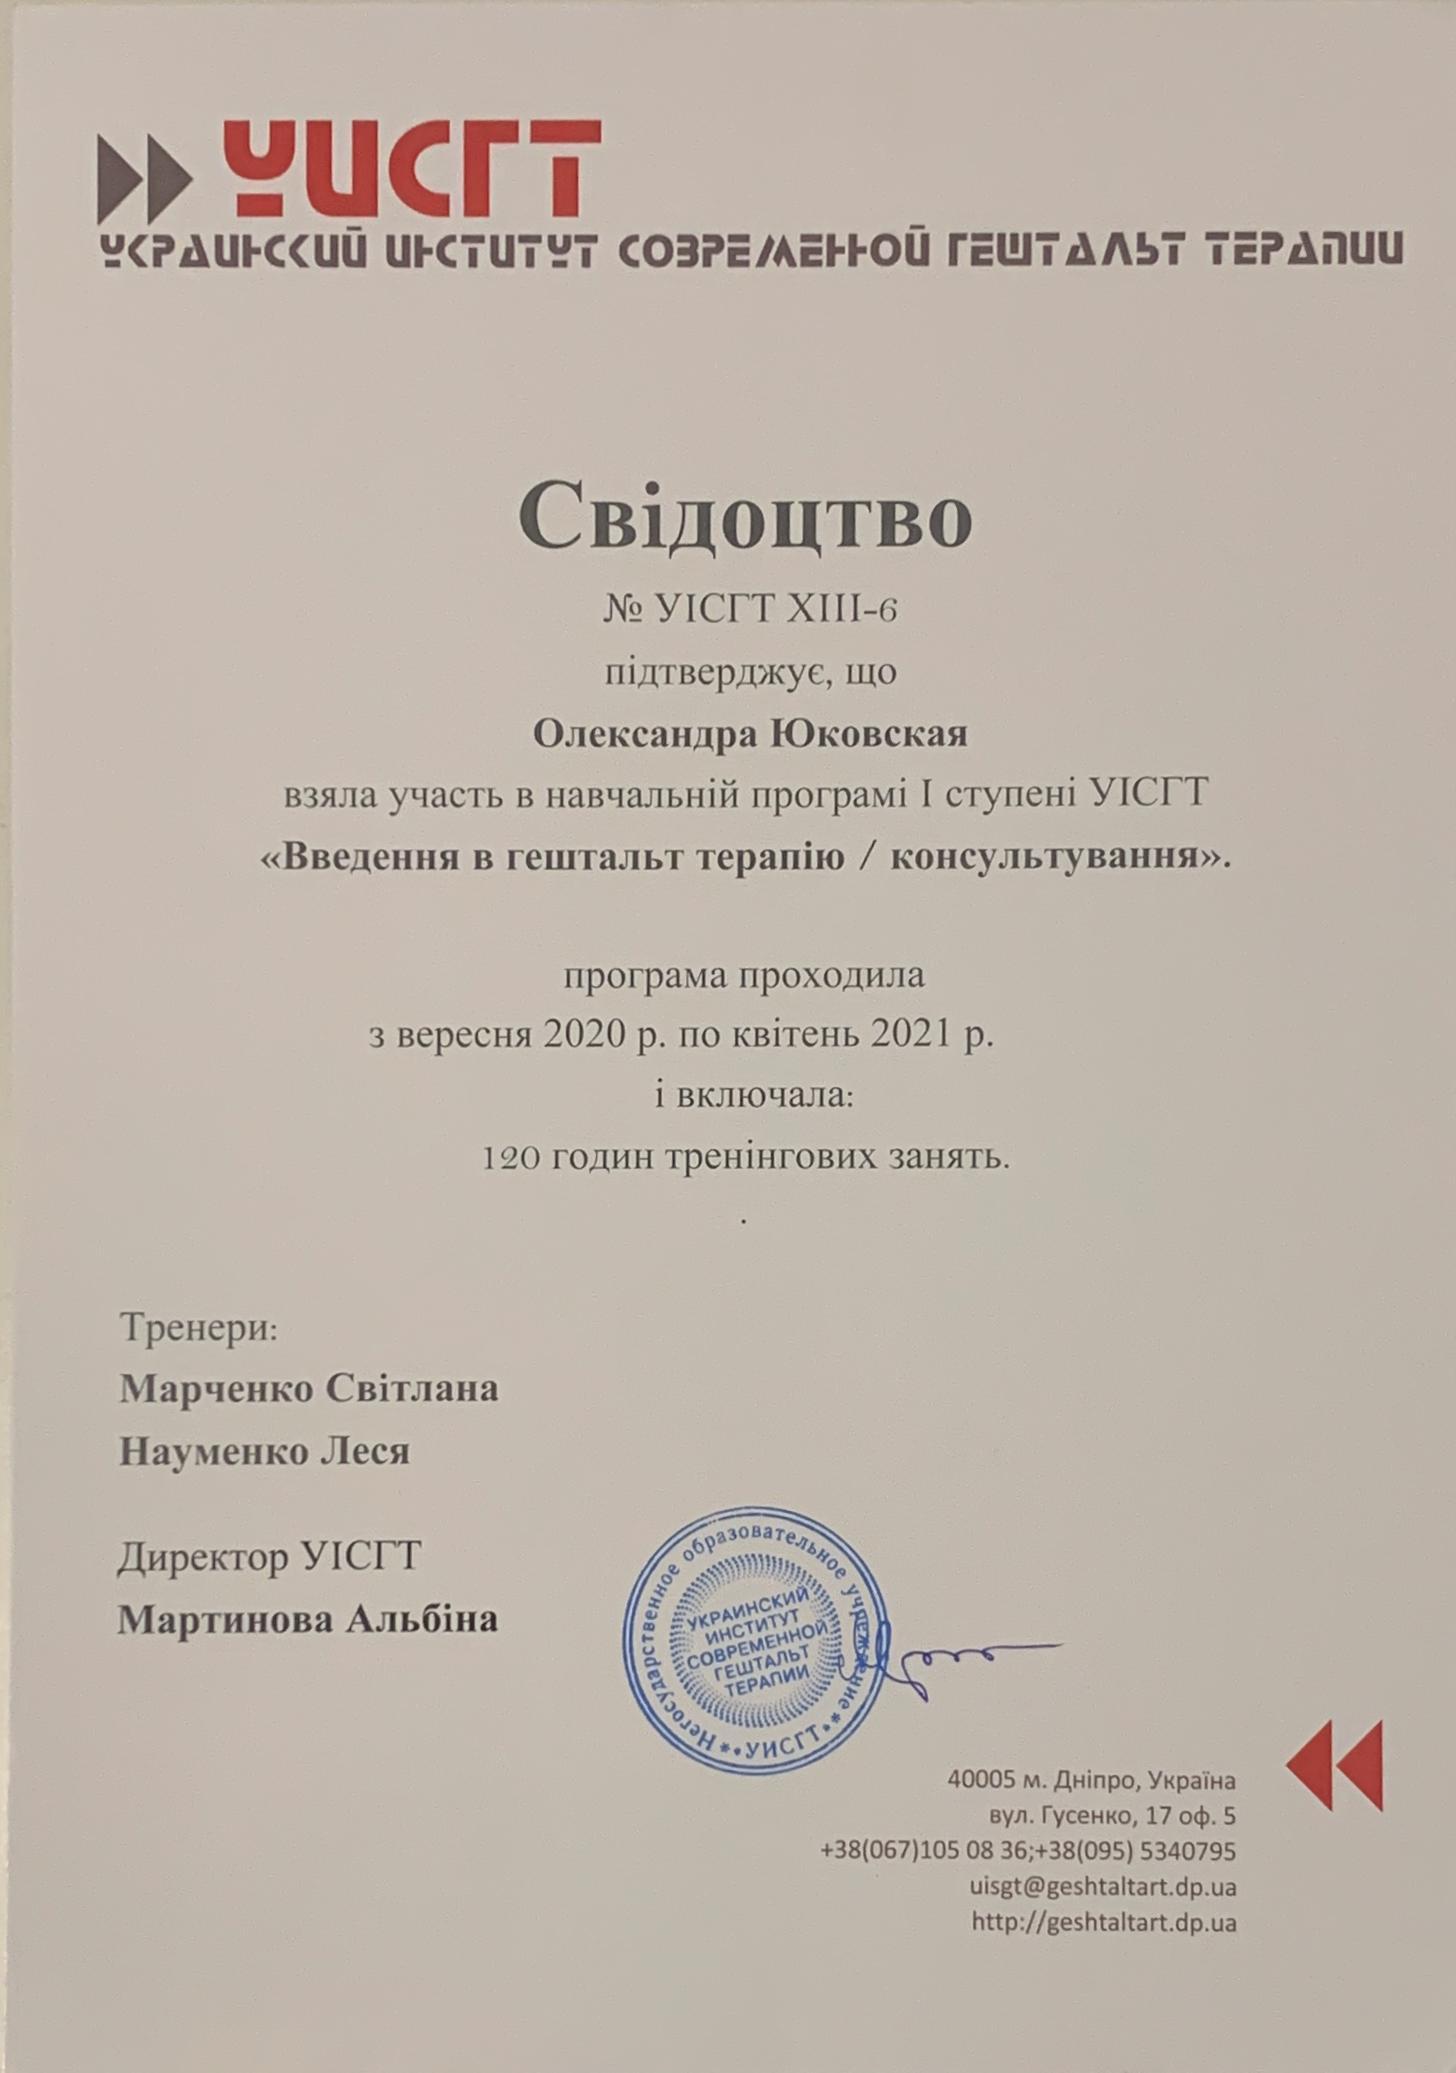 УИСГТ
УКРАИНСКИЙ ИНСТИТУТ СОВРЕМЕННОЙ ГЕШТАЛЬТ ТЕРАПИИ
Свідоцтво
№ УІСГТ XIII-6
підтверджує, що
Олександра Юковская
взяла участь в навчальній програмі І ступені УІСГТ
«Введення в гештальт терапію / консультування».
програма проходила
з вересня 2020 р. по квітень 2021 р.
і включала:
120 годин тренінгових занять.
.
Тренери:
Марченко Світлана
Науменко Леся
Директор УІСГТ
Мартинова Альбіна
Негосударственное образовательное учреждение
УКРАИНСКИЙ
ИНСТИТУТ
СОВРЕМЕННОЙ
ГЕШТАЛЬТ
ТЕРАПИИ
*•УИСГТ•*
40005 м. Дніпро, Україна
вул. Гусенко, 17 оф. 5
+38(067)105 08 36;+38(095) 5340795
uisgt@geshtaltart.dp.ua
http://geshtaltart.dp.ua